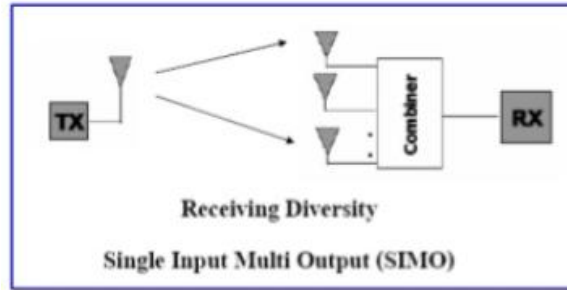 TX
Combiner
RX
Receiving Diversity
Single Input Multi Output (SIMO)